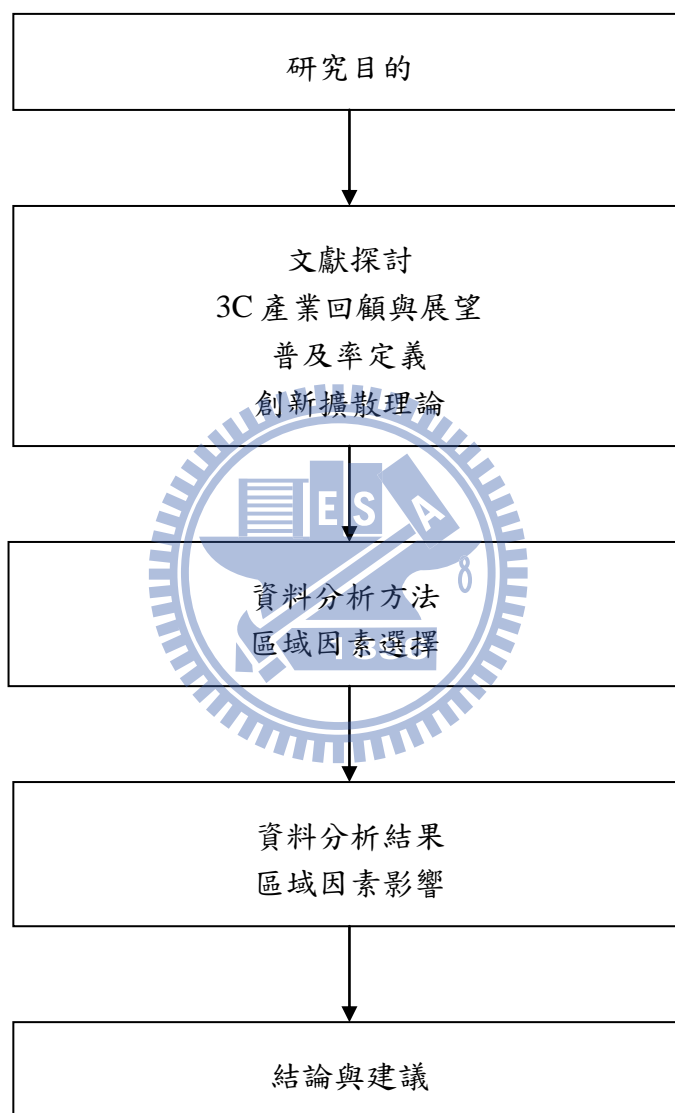 研究目的
文獻探討
3C 產業回顧與展望
普及率定義
創新擴散理論
E S A
資料分析方法
區域因素選擇
1896
資料分析結果
區域因素影響
結論與建議